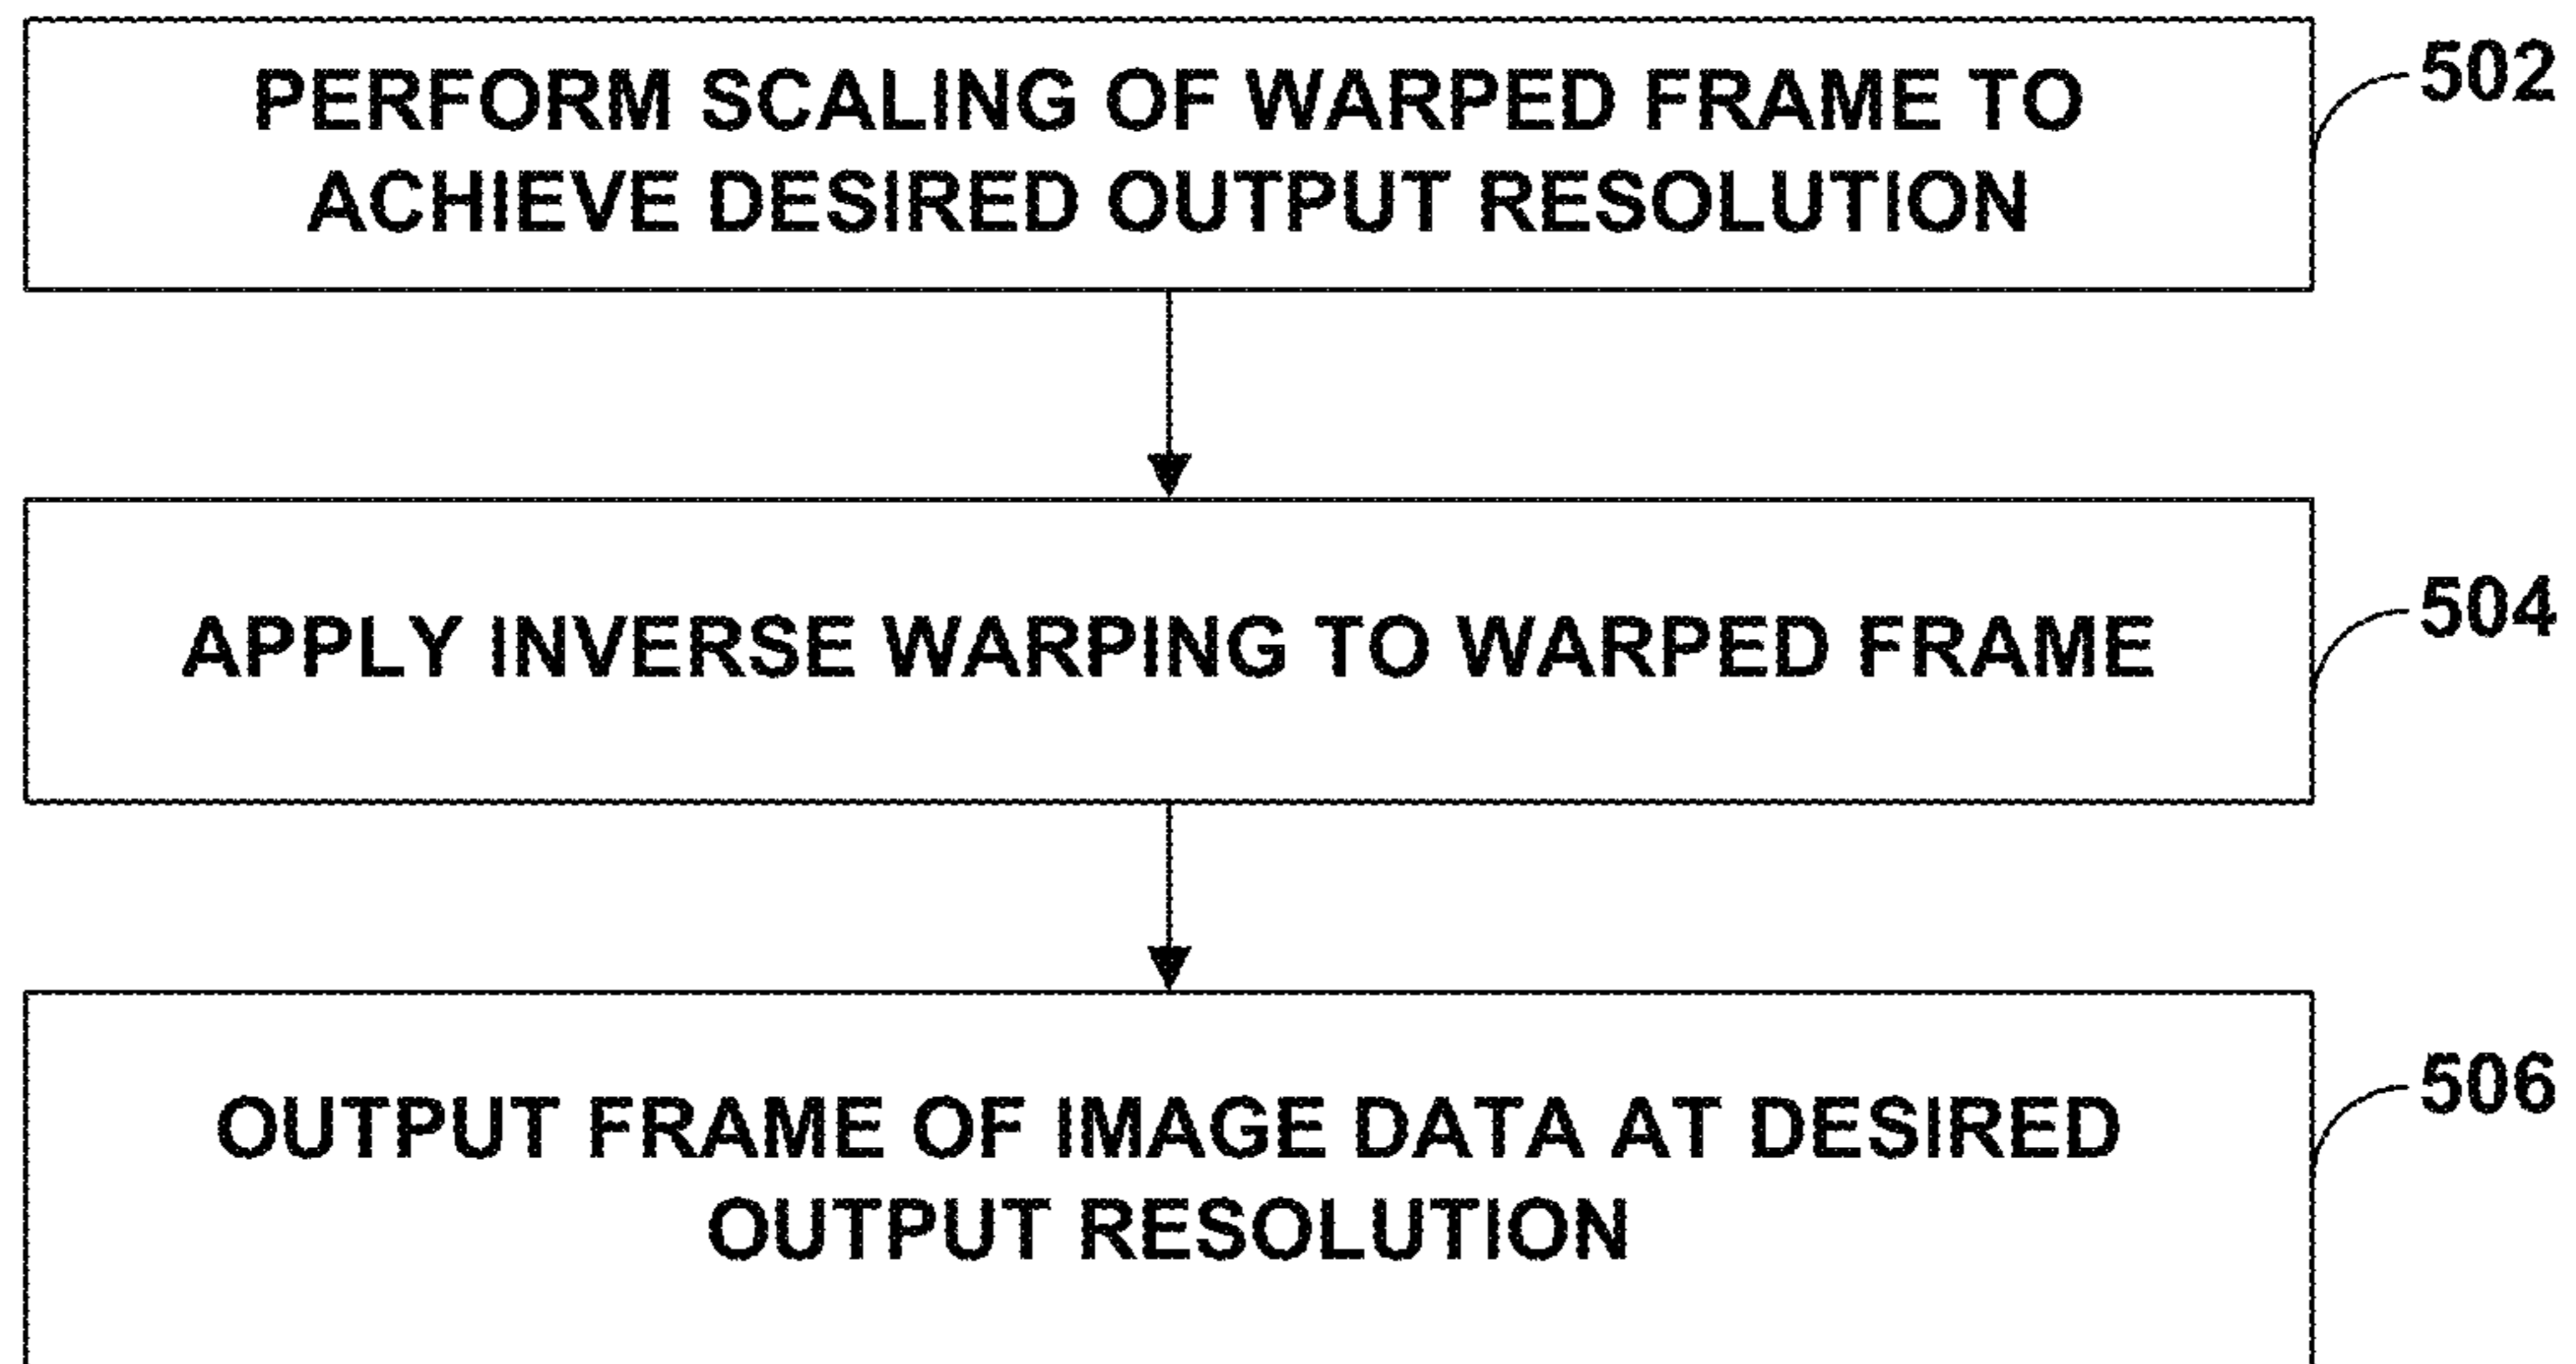 PERFORM SCALING OF WARPED FRAME TO
ACHIEVE DESIRED OUTPUT RESOLUTION
502
APPLY INVERSE WARPING TO WARPED FRAME
504
OUTPUT FRAME OF IMAGE DATA AT DESIRED
OUTPUT RESOLUTION
506